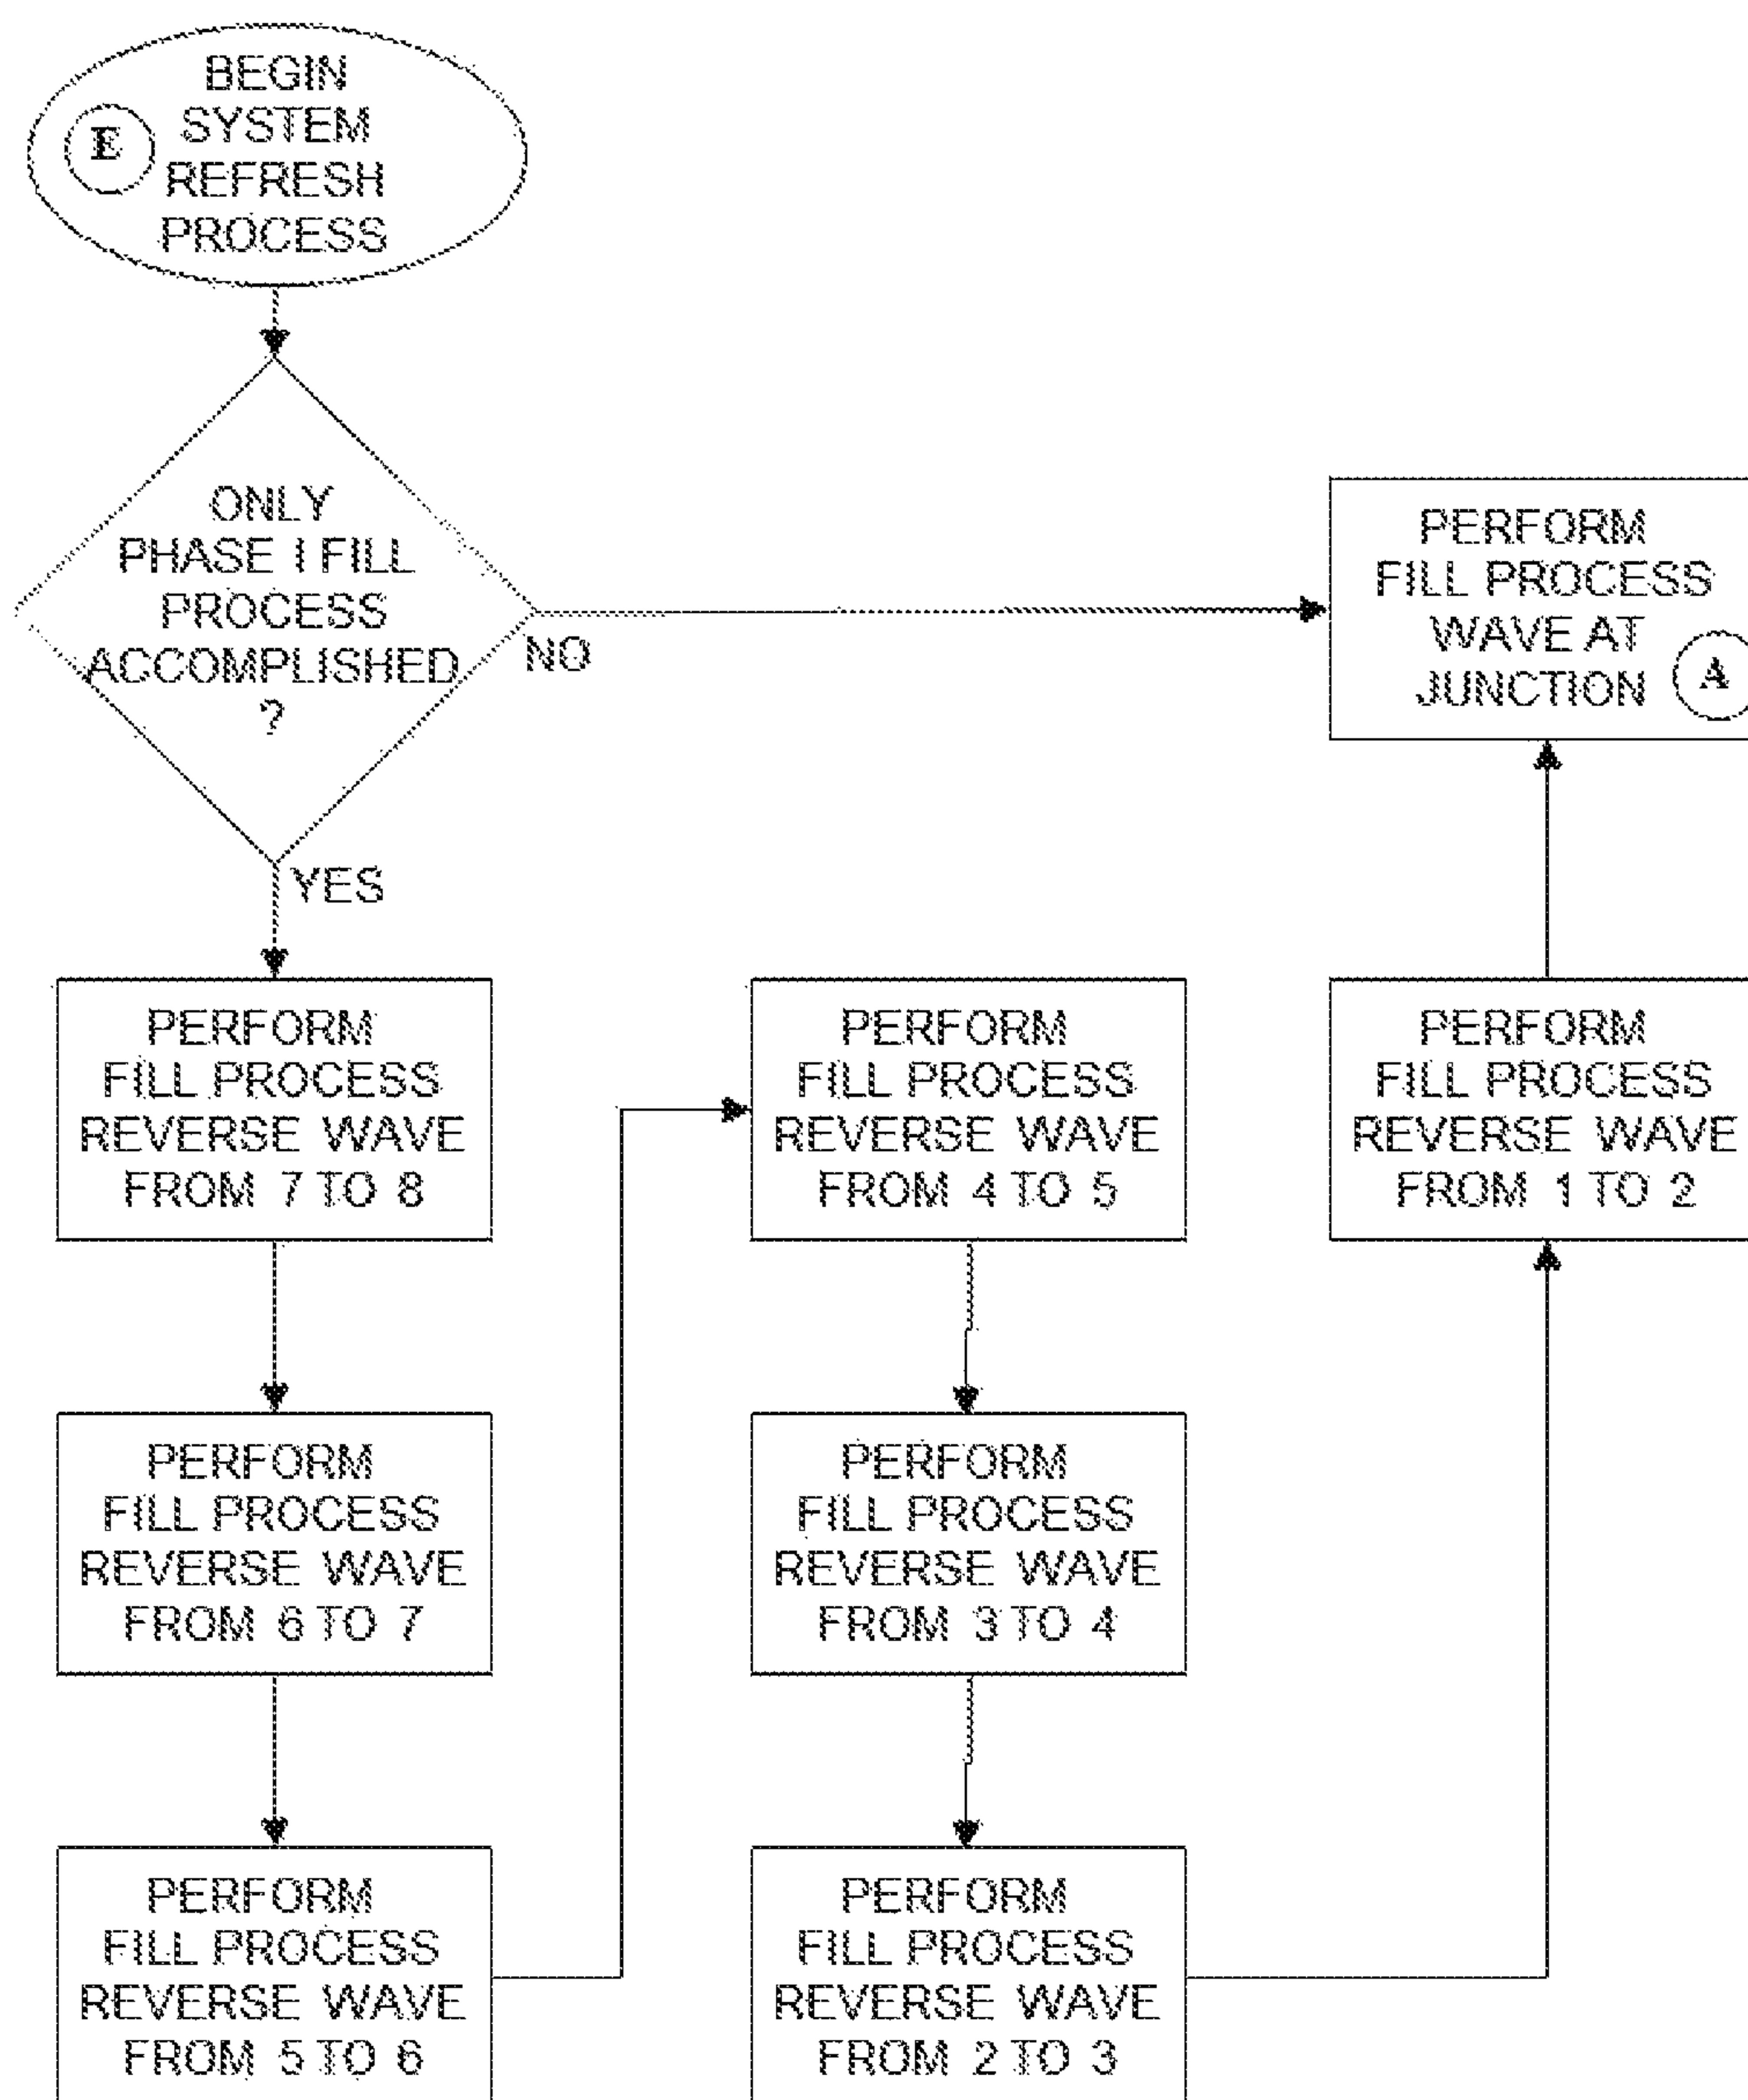 BEGIN
E SYSTEM
REFRESH
PROCESS
ONLY
PHASE I FILL
PROCESS
ACCOMPLISHED
?
NO
YES
PERFORM
FILL PROCESS
WAVE AT
JUNCTION A
PERFORM
FILL PROCESS
REVERSE WAVE
FROM 7 TO 8
PERFORM
FILL PROCESS
REVERSE WAVE
FROM 6 TO 7
PERFORM
FILL PROCESS
REVERSE WAVE
FROM 5 TO 6
PERFORM
FILL PROCESS
REVERSE WAVE
FROM 4 TO 5
PERFORM
FILL PROCESS
REVERSE WAVE
FROM 3 TO 4
PERFORM
FILL PROCESS
REVERSE WAVE
FROM 2 TO 3
PERFORM
FILL PROCESS
REVERSE WAVE
FROM 1 TO 2